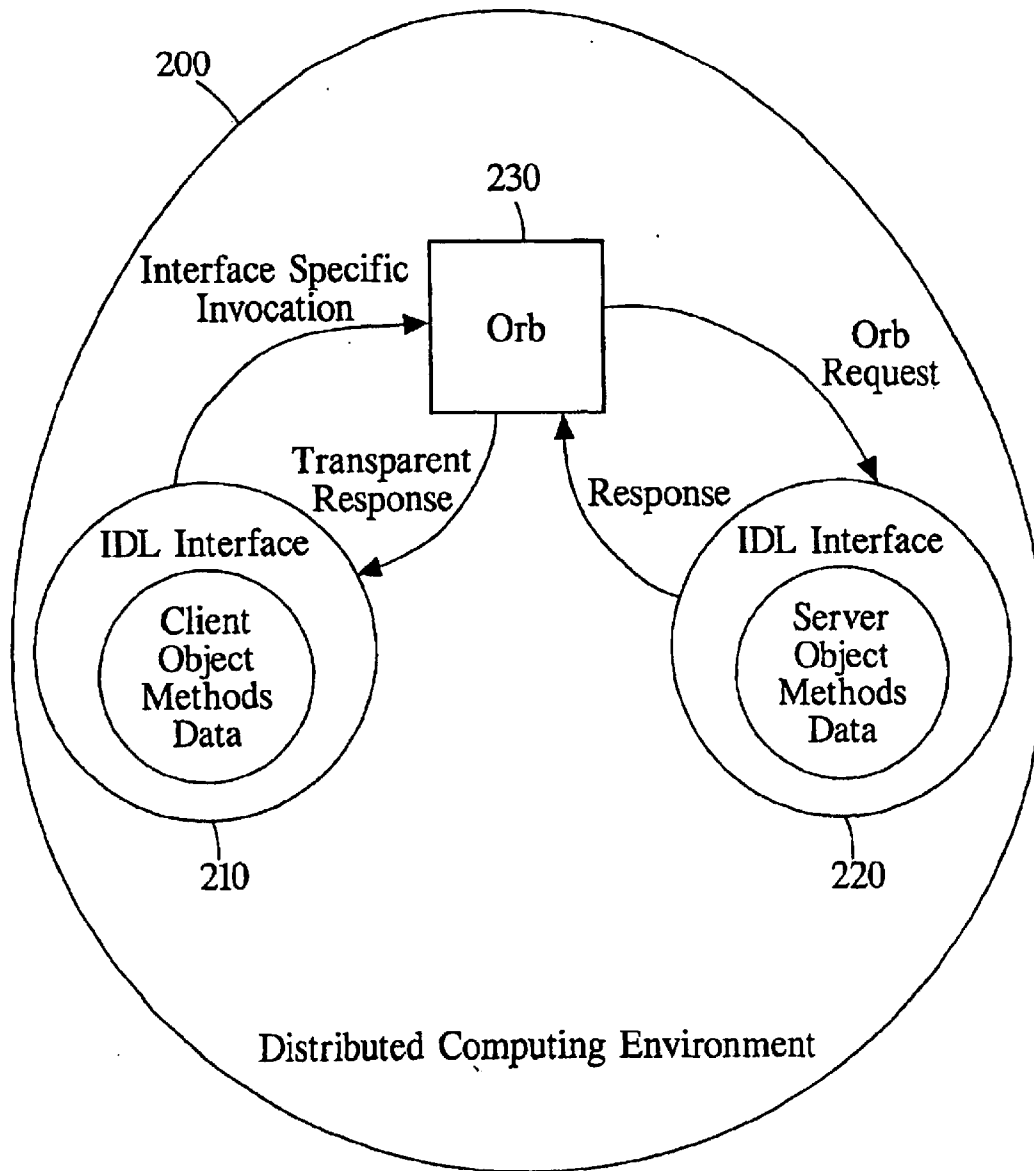 200
230
Interface Specific
Invocation
Orb
Orb
Request
Transparent
Response
Response
IDL Interface
Client
Object
Methods
Data
IDL Interface
Server
Object
Methods
Data
210
220
Distributed Computing Environment